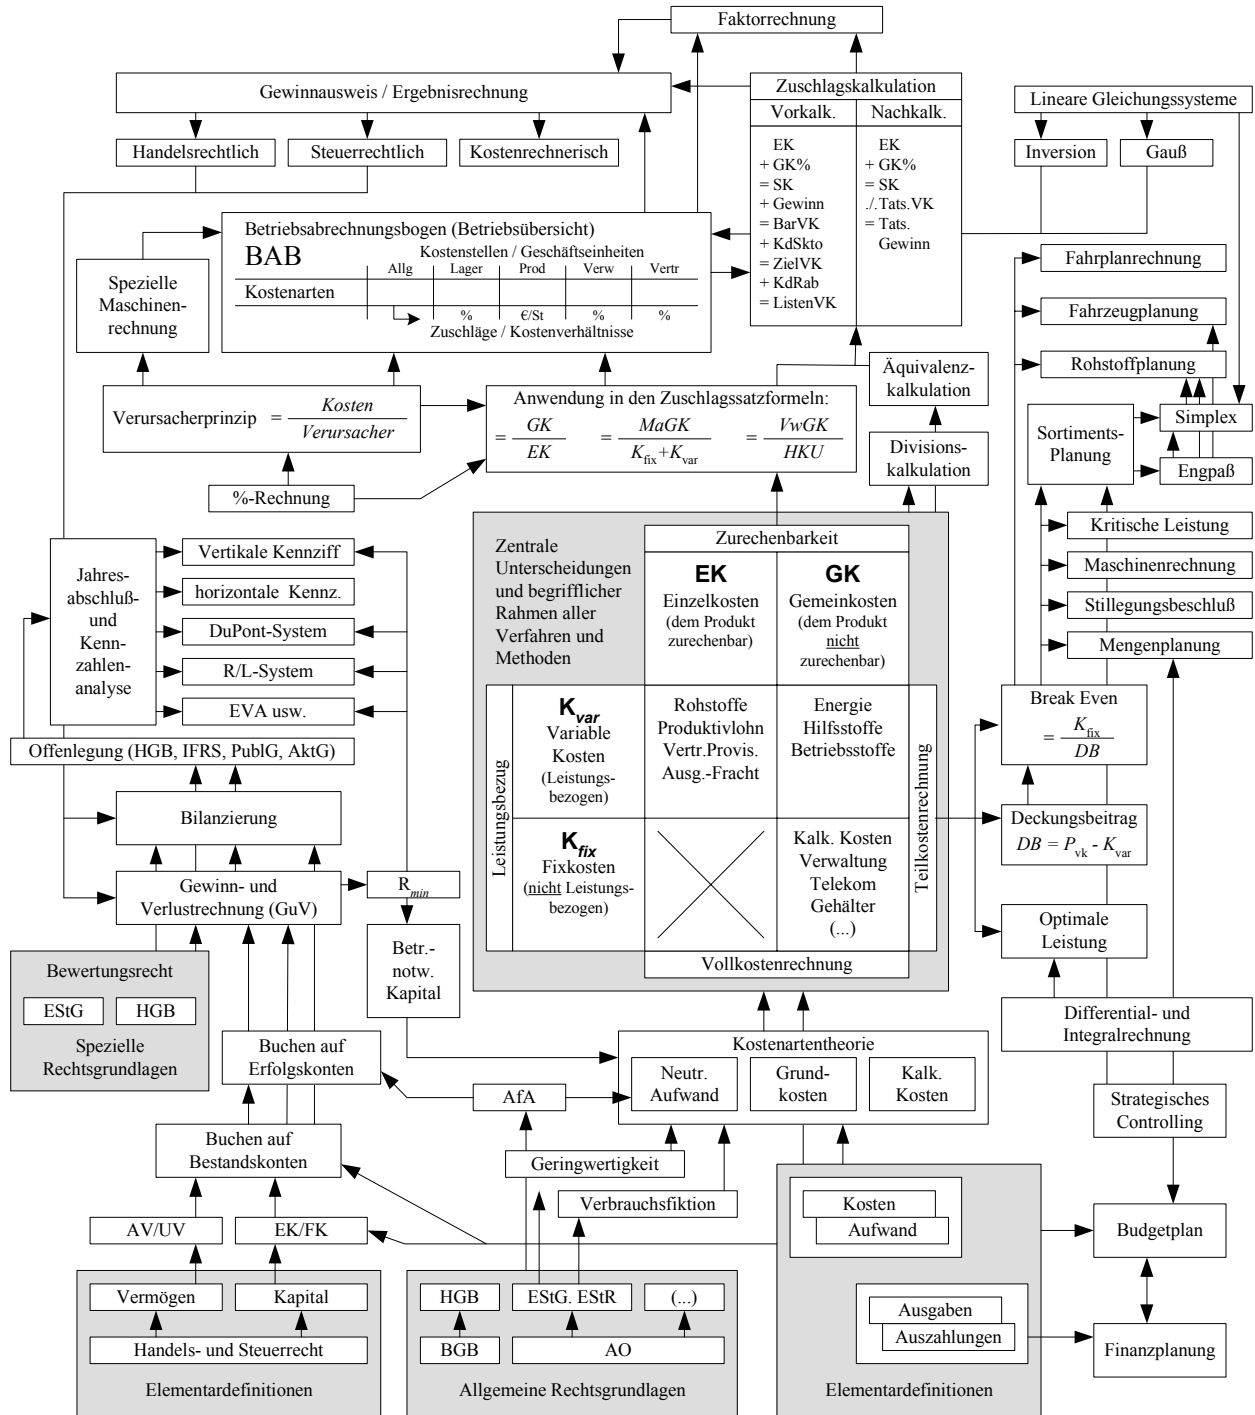 Faktorrechnung
Gewinnausweis / Ergebnisrechnung
Handelsrechtlich
Steuerrechtlich
Kostenrechnerisch
Zuschlagskalkulation
Vorkalk.
EK
+ GK%
= SK
+ Gewinn
= BarVK
+ KdSkto
= ZielVK
+ KdRab
= ListenVK
Nachkalk.
EK
+ GK%
= SK
./.Tats.VK
= Tats.
Gewinn
Lineare Gleichungssysteme
Inversion
Gauß
Betriebsabrechnungsbogen (Betriebsübersicht)
BAB
Kostenstellen / Geschäftseinheiten
Allg Lager Prod Verw Vertr
Kostenarten
% €/St % %
Zuschläge / Kostenverhältnisse
Spezielle
Maschinen-
rechnung
Fahrplanrechnung
Fahrzeugplanung
Rohstoffplanung
Simplex
Sortiments-
Planung
Engpaß
Verursacherprinzip = Kosten
Verursacher
Anwendung in den Zuschlagssatzformeln:
= GK
EK
= MaGK
Kfix+Kvar
= VwGK
HKU
Äquivalenz-
kalkulation
Divisions-
kalkulation
%-Rechnung
Kritische Leistung
Maschinenrechnung
Stillegungsbeschluß
Mengenplanung
Jahres-
abschluß-
und
Kenn-
zahlen-
analyse
Vertikale Kennziff
horizontale Kennz.
DuPont-System
R/L-System
EVA usw.
Zentrale
Unterscheidungen
und begrifflicher
Rahmen aller
Verfahren und
Methoden
Zurechenbarkeit
EK
Einzelkosten
(dem Produkt
zurechenbar)
GK
Gemeinkosten
(dem Produkt
nicht
zurechenbar)
Leistungsbezug
Kvar
Variable
Kosten
(Leistungs-
bezogen)
Rohstoffe
Produktivlohn
Vertr.Provis.
Ausg.-Fracht
Energie
Hilfsstoffe
Betriebsstoffe
Kfix
Fixkosten
(nicht Leistungs-
bezogen)
Kalk. Kosten
Verwaltung
Telekom
Gehälter
(...)
Teilkostenrechnung
Vollkostenrechnung
Break Even
= Kfix
DB
Deckungsbeitrag
DB = Pvk - Kvar
Optimale
Leistung
Differential- und
Integralrechnung
Offenlegung (HGB, IFRS, PublG, AktG)
Bilanzierung
Gewinn- und
Verlustrechnung (GuV)
Rmin
Betr.-
notw.
Kapital
Bewertungsrecht
EStG
HGB
Spezielle
Rechtsgrundlagen
Buchen auf
Erfolgskonten
AfA
Kostenartentheorie
Neutr.
Aufwand
Grund-
kosten
Kalk.
Kosten
Strategisches
Controlling
Buchen auf
Bestandskonten
Geringwertigkeit
Verbrauchsfiktion
AV/UV
EK/FK
Kosten
Aufwand
Budgetplan
Vermögen
Kapital
Handels- und Steuerrecht
Elementardefinitionen
HGB
EStG. EStR
(...)
BGB
AO
Allgemeine Rechtsgrundlagen
Ausgaben
Auszahlungen
Elementardefinitionen
Finanzplanung